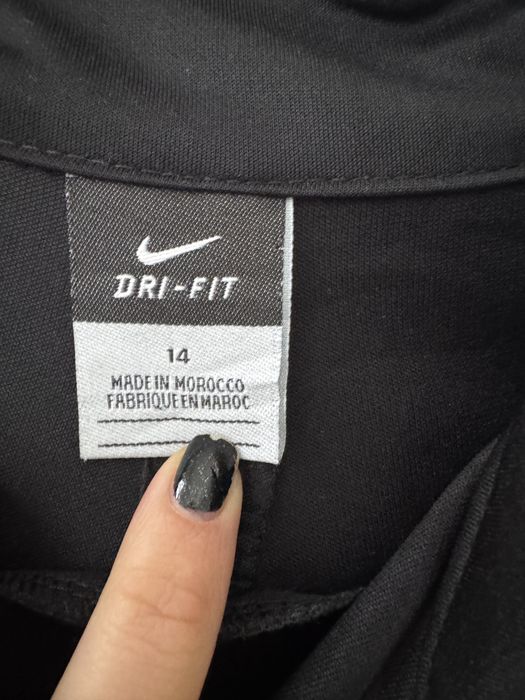 DRI-FIT
14
MADE IN MOROCCO
FABRIQUE EN MAROC